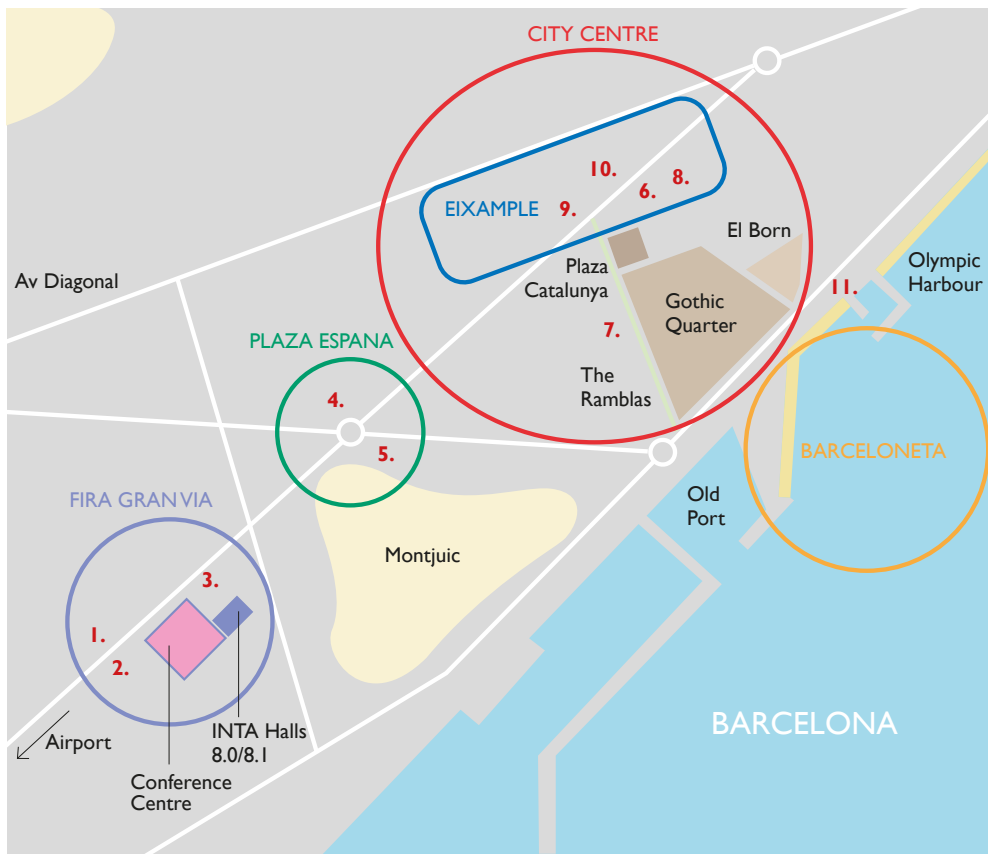 CITY CENTRE
10.
8.
6.
EIXAMPLE
9.
El Born
Plaza
Catalunya
Olympic
Harbour
Av Diagonal
11.
Gothic
Quarter
7.
PLAZA ESPANA
The
Ramblas
4.
5.
BARCELONETA
FIRA GRAN VIA
Old
Port
Montjuic
3.
1.
2.
BARCELONA
INTA Halls
8.0/8.1
Airport
Conference
Centre